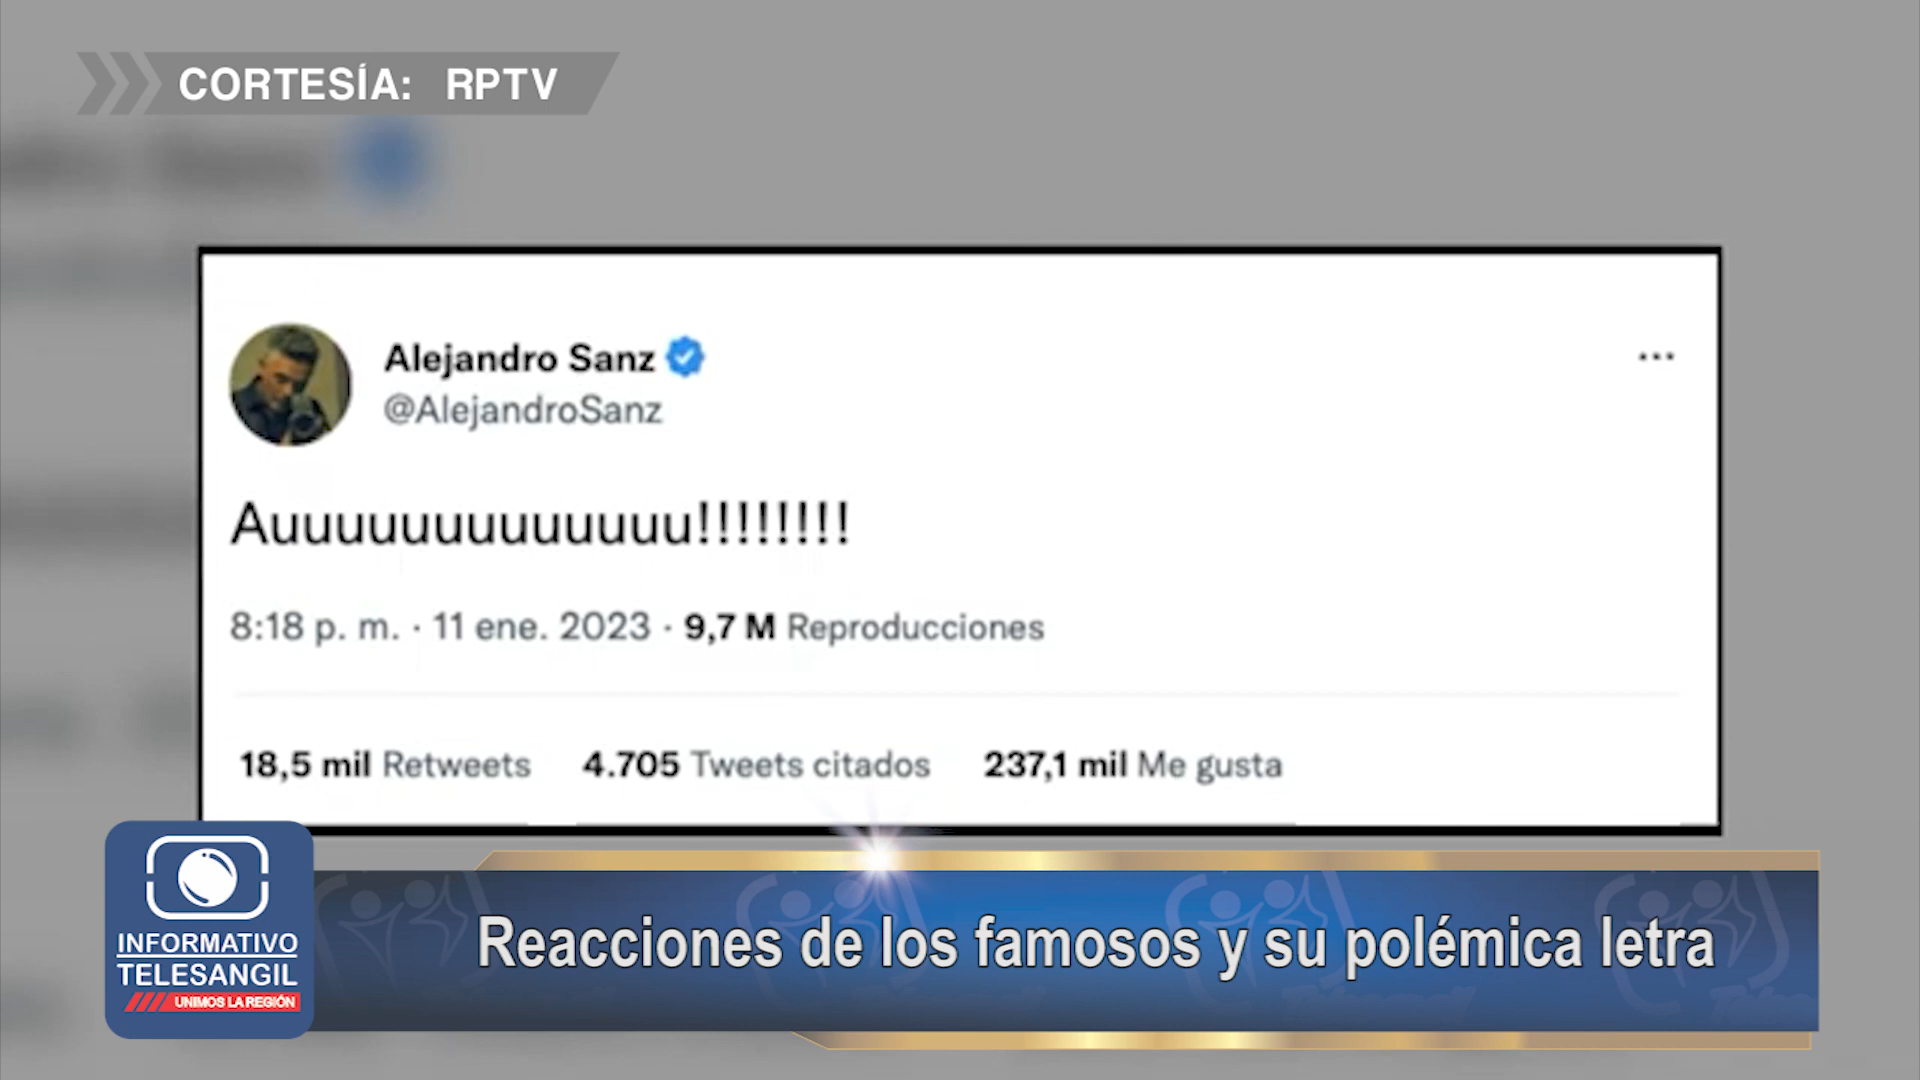 CORTESÍA: RPTV
Alejandro Sanz
@AlejandroSanz
Auuuuuuuuuuuuu!!!!!!!!
8:18 p. m. · 11 ene. 2023 · 9,7 M Reproducciones
18,5 mil Retweets 4.705 Tweets citados 237,1 mil Me gusta
Reacciones de los famosos y su polémica letra
INFORMATIVO
TELESANGIL
UNIMOS LA REGIÓN